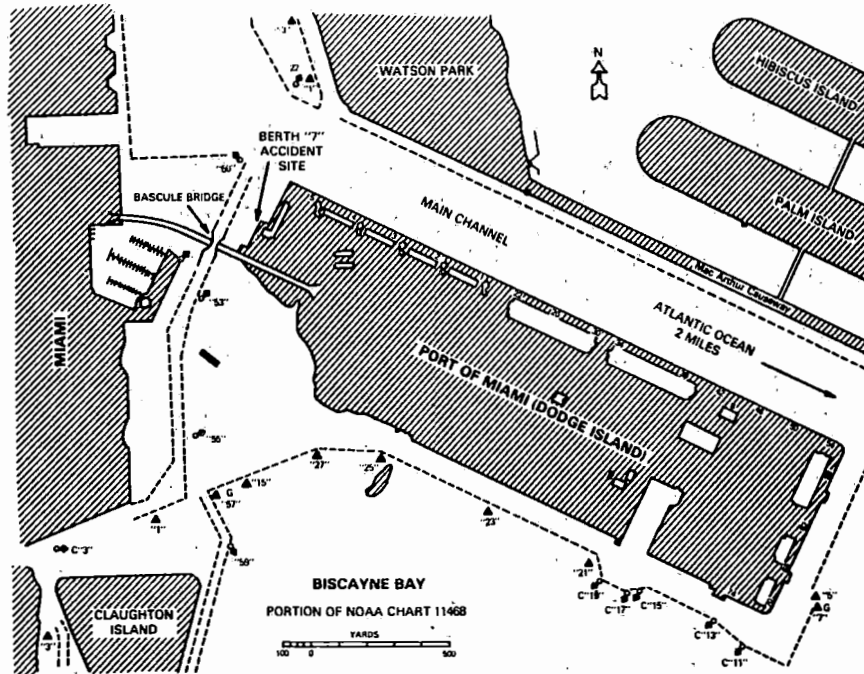 "3"
N
WATSON PARK
HIBISCUS ISLAND
22
"1"
BERTH "7"
ACCIDENT
SITE
BASCULE BRIDGE
MAIN CHANNEL
PALM ISLAND
Mac Arthur Causeway
"53"
ATLANTIC OCEAN
2 MILES
MIAMI
PORT OF MIAMI (DODGE ISLAND)
"55"
"27"
"25"
"15"
G
"57"
"23"
"1"
C"3"
"59"
"21"
C"19"
C"17"
C"15"
"5"
G
"7"
BISCAYNE BAY
PORTION OF NOAA CHART 11468
CLAUGHTON
ISLAND
C"13"
C"11"
"3"
YARDS
100 0 500